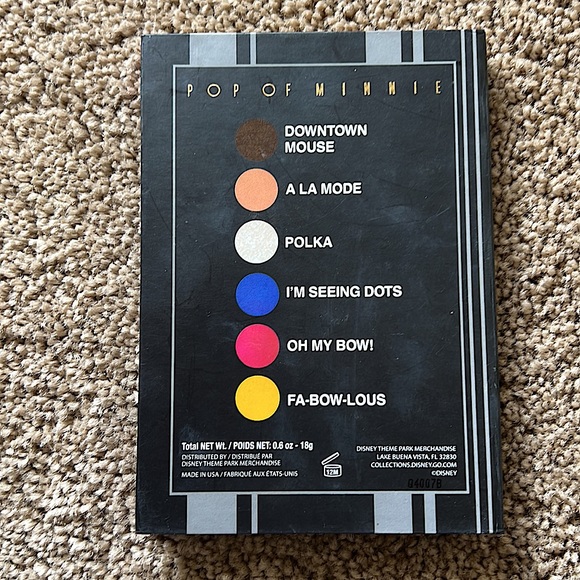 POP OF MINNIE
DOWNTOWN
MOUSE
A LA MODE
POLKA
I'M SEEING DOTS
OH MY BOW!
FA-BOW-LOUS
Total NET Wt. / POIDS NET: 0.6 oz - 18g
DISTRIBUTED BY / DISTRIBUÉ PAR
DISNEY THEME PARK MERCHANDISE
MADE IN USA / FABRIQUÉ AUX ÉTATS-UNIS
12M
DISNEY THEME PARK MERCHANDISE
LAKE BUENA VISTA, FL 32830
COLLECTIONS.DISNEY.GO.COM
©DISNEY
04007B